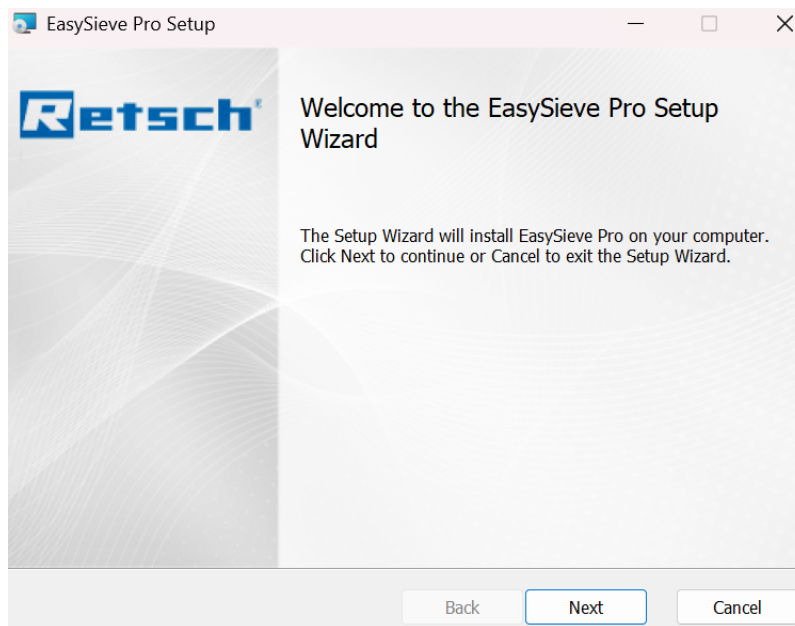 EasySieve Pro Setup
Retsch®
Welcome to the EasySieve Pro Setup
Wizard
The Setup Wizard will install EasySieve Pro on your computer.
Click Next to continue or Cancel to exit the Setup Wizard.
Back
Next
Cancel